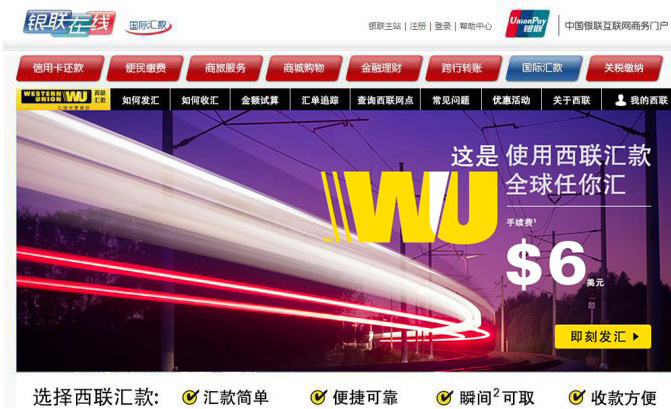 银联在线 国际汇款
银联主站 | 注册 | 登录 | 帮助中心
UnionPay 银联
中国银联互联网商务门户
信用卡还款 便民缴费 商旅服务 商城购物 金融理财 跨行转账 国际汇款 关税缴纳
WESTERN UNION WU 西联汇款
如何发汇 如何收汇 金额试算 汇单追踪 查询西联网点 常见问题 优惠活动 关于西联 我的西联
这是 使用西联汇款
全球任你汇
WU
手续费¹
$6 美元
即刻发汇
选择西联汇款: 汇款简单 便捷可靠 瞬间²可取 收款方便